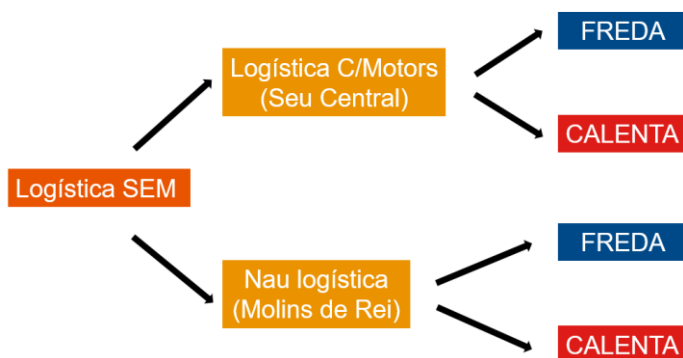 FREDA
Logística C/Motors
(Seu Central)
CALENTA
Logística SEM
FREDA
Nau logística
(Molins de Rei)
CALENTA